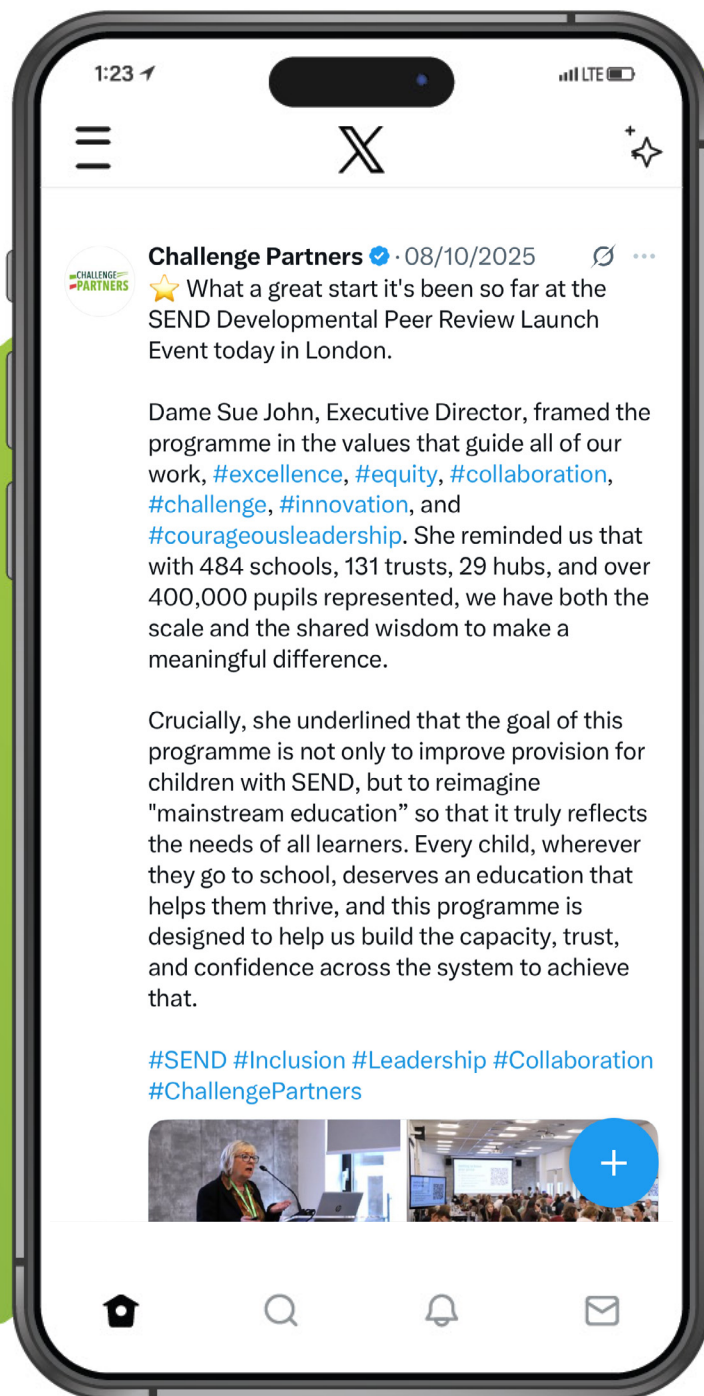 1:23
LTE
CHALLENGE
PARTNERS
Challenge Partners · 08/10/2025
⭐ What a great start it's been so far at the
SEND Developmental Peer Review Launch
Event today in London.
Dame Sue John, Executive Director, framed the
programme in the values that guide all of our
work, #excellence, #equity, #collaboration,
#challenge, #innovation, and
#courageousleadership. She reminded us that
with 484 schools, 131 trusts, 29 hubs, and over
400,000 pupils represented, we have both the
scale and the shared wisdom to make a
meaningful difference.
Crucially, she underlined that the goal of this
programme is not only to improve provision for
children with SEND, but to reimagine
"mainstream education” so that it truly reflects
the needs of all learners. Every child, wherever
they go to school, deserves an education that
helps them thrive, and this programme is
designed to help us build the capacity, trust,
and confidence across the system to achieve
that.
#SEND #Inclusion #Leadership #Collaboration
#ChallengePartners